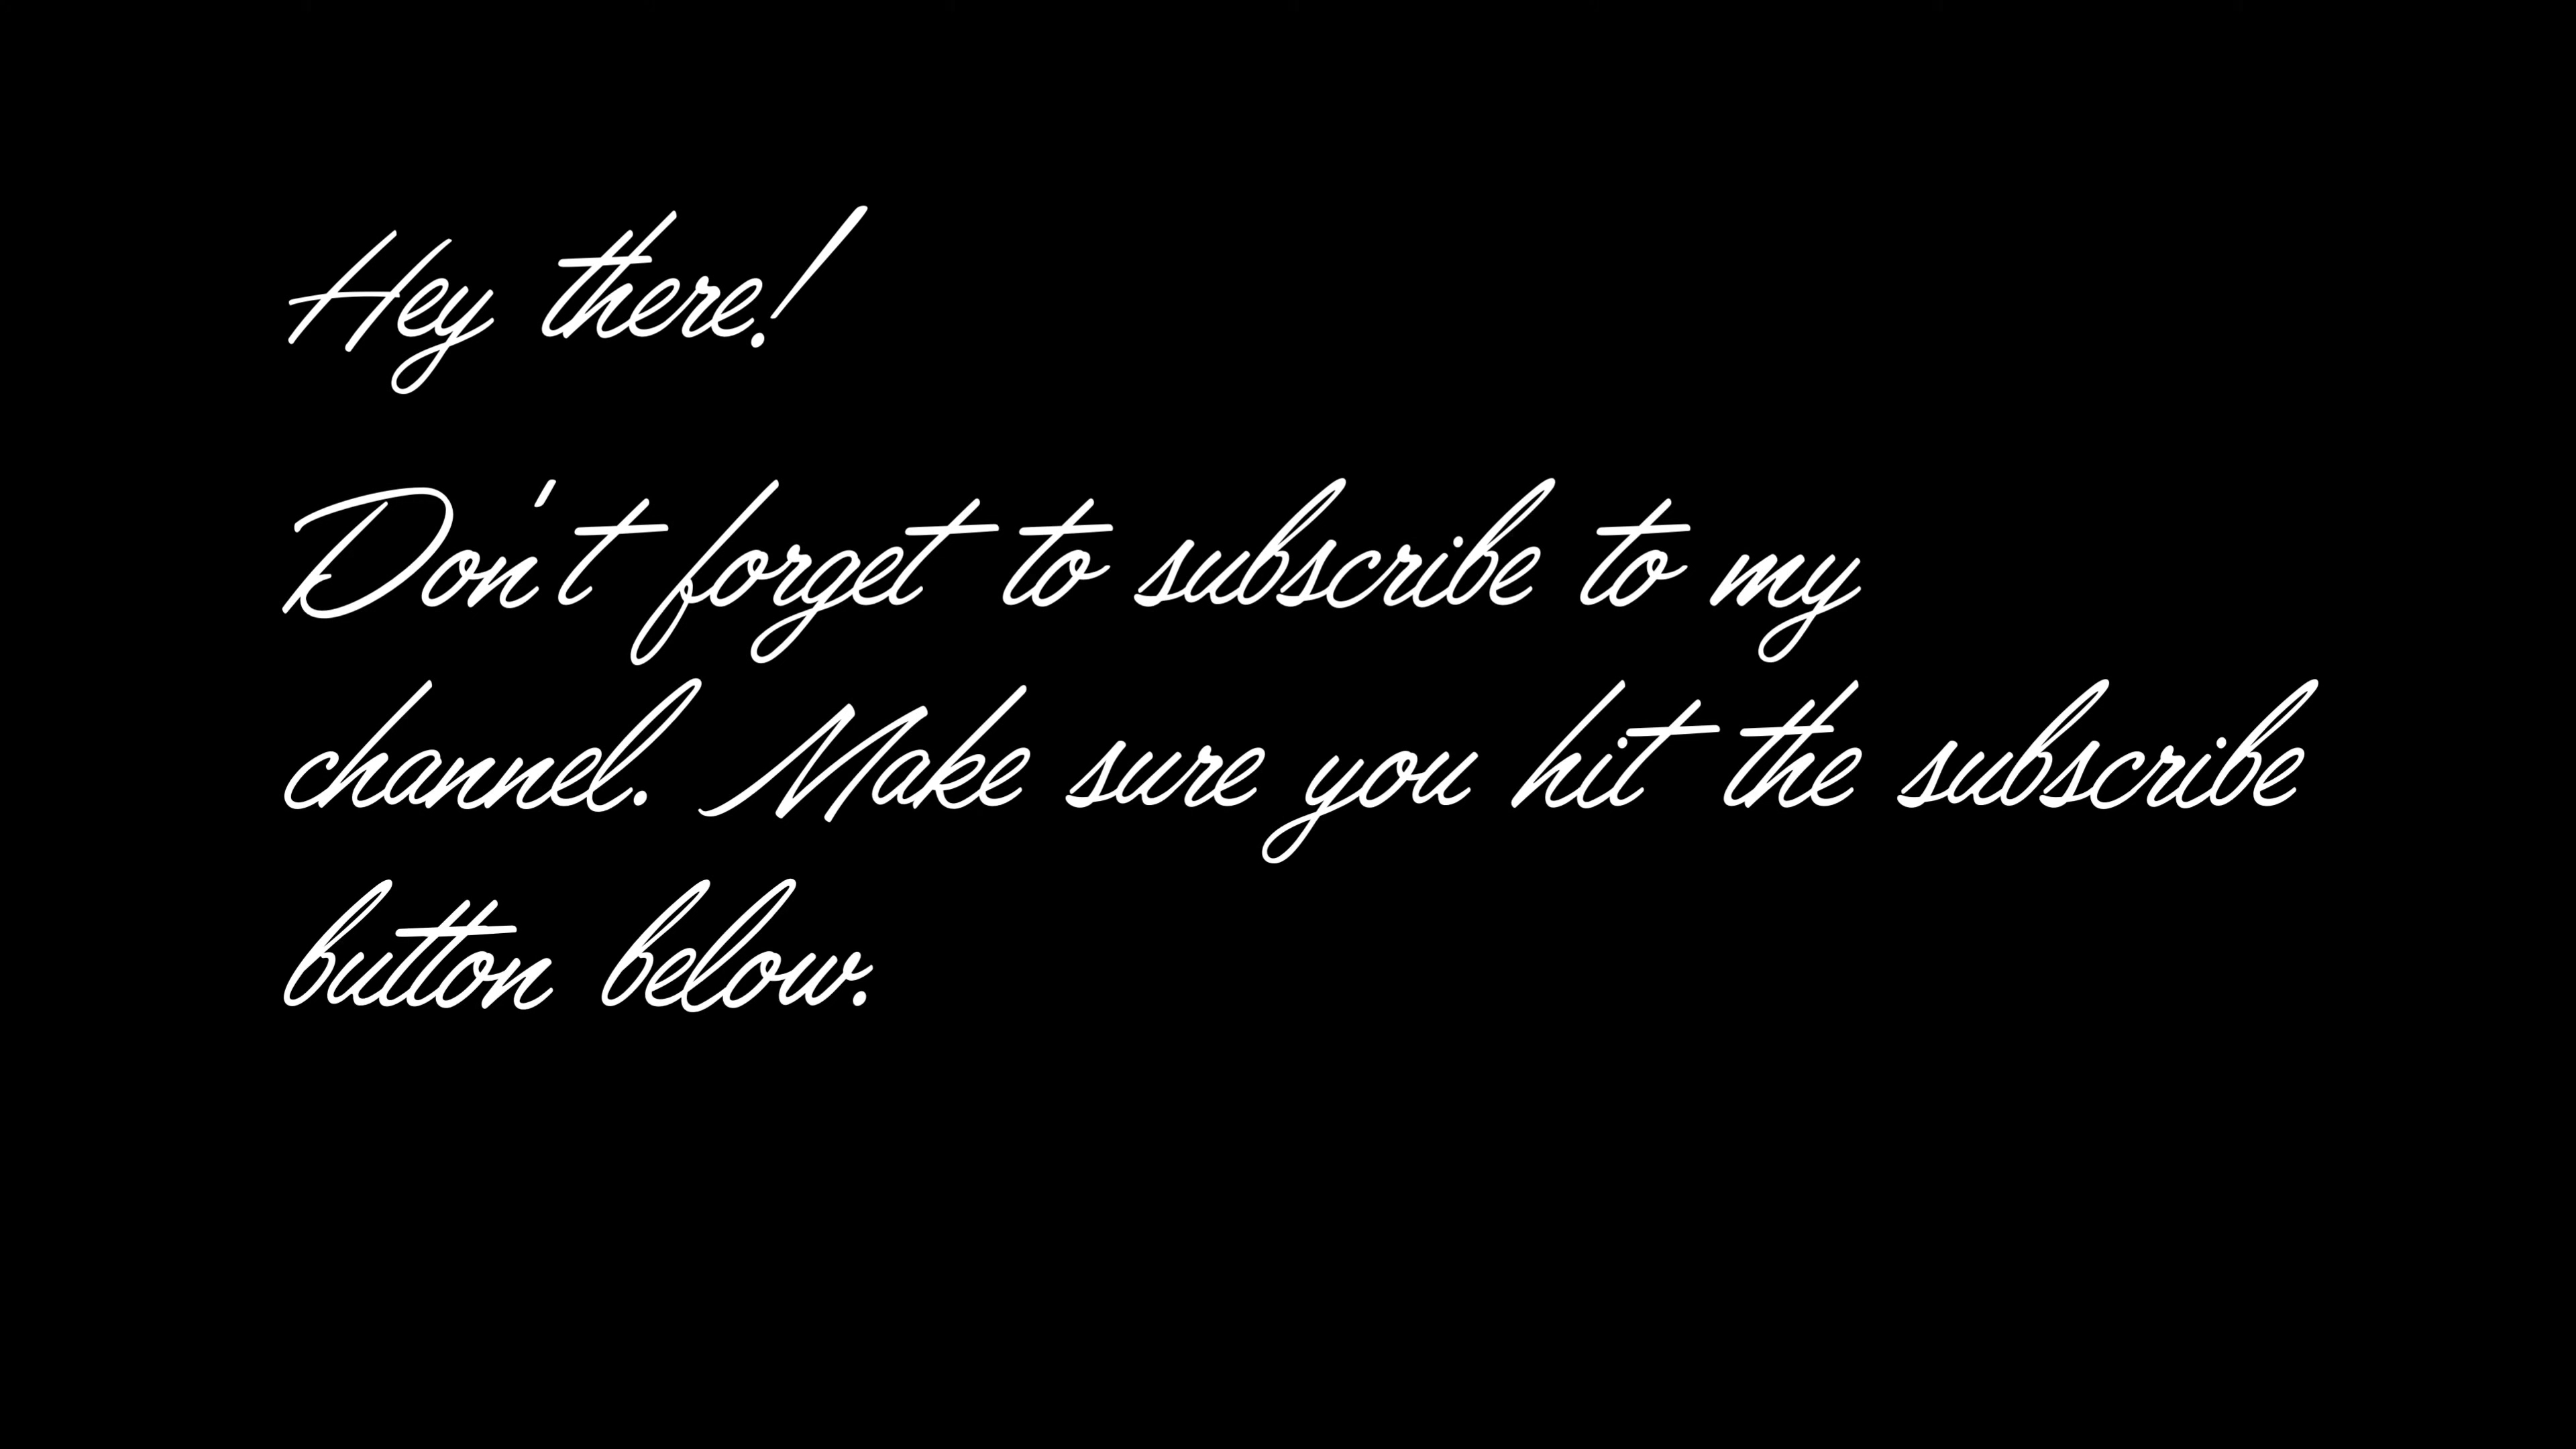 Hey there!
Don't forget to subscribe to my
channel. Make sure you hit the subscribe
button below.